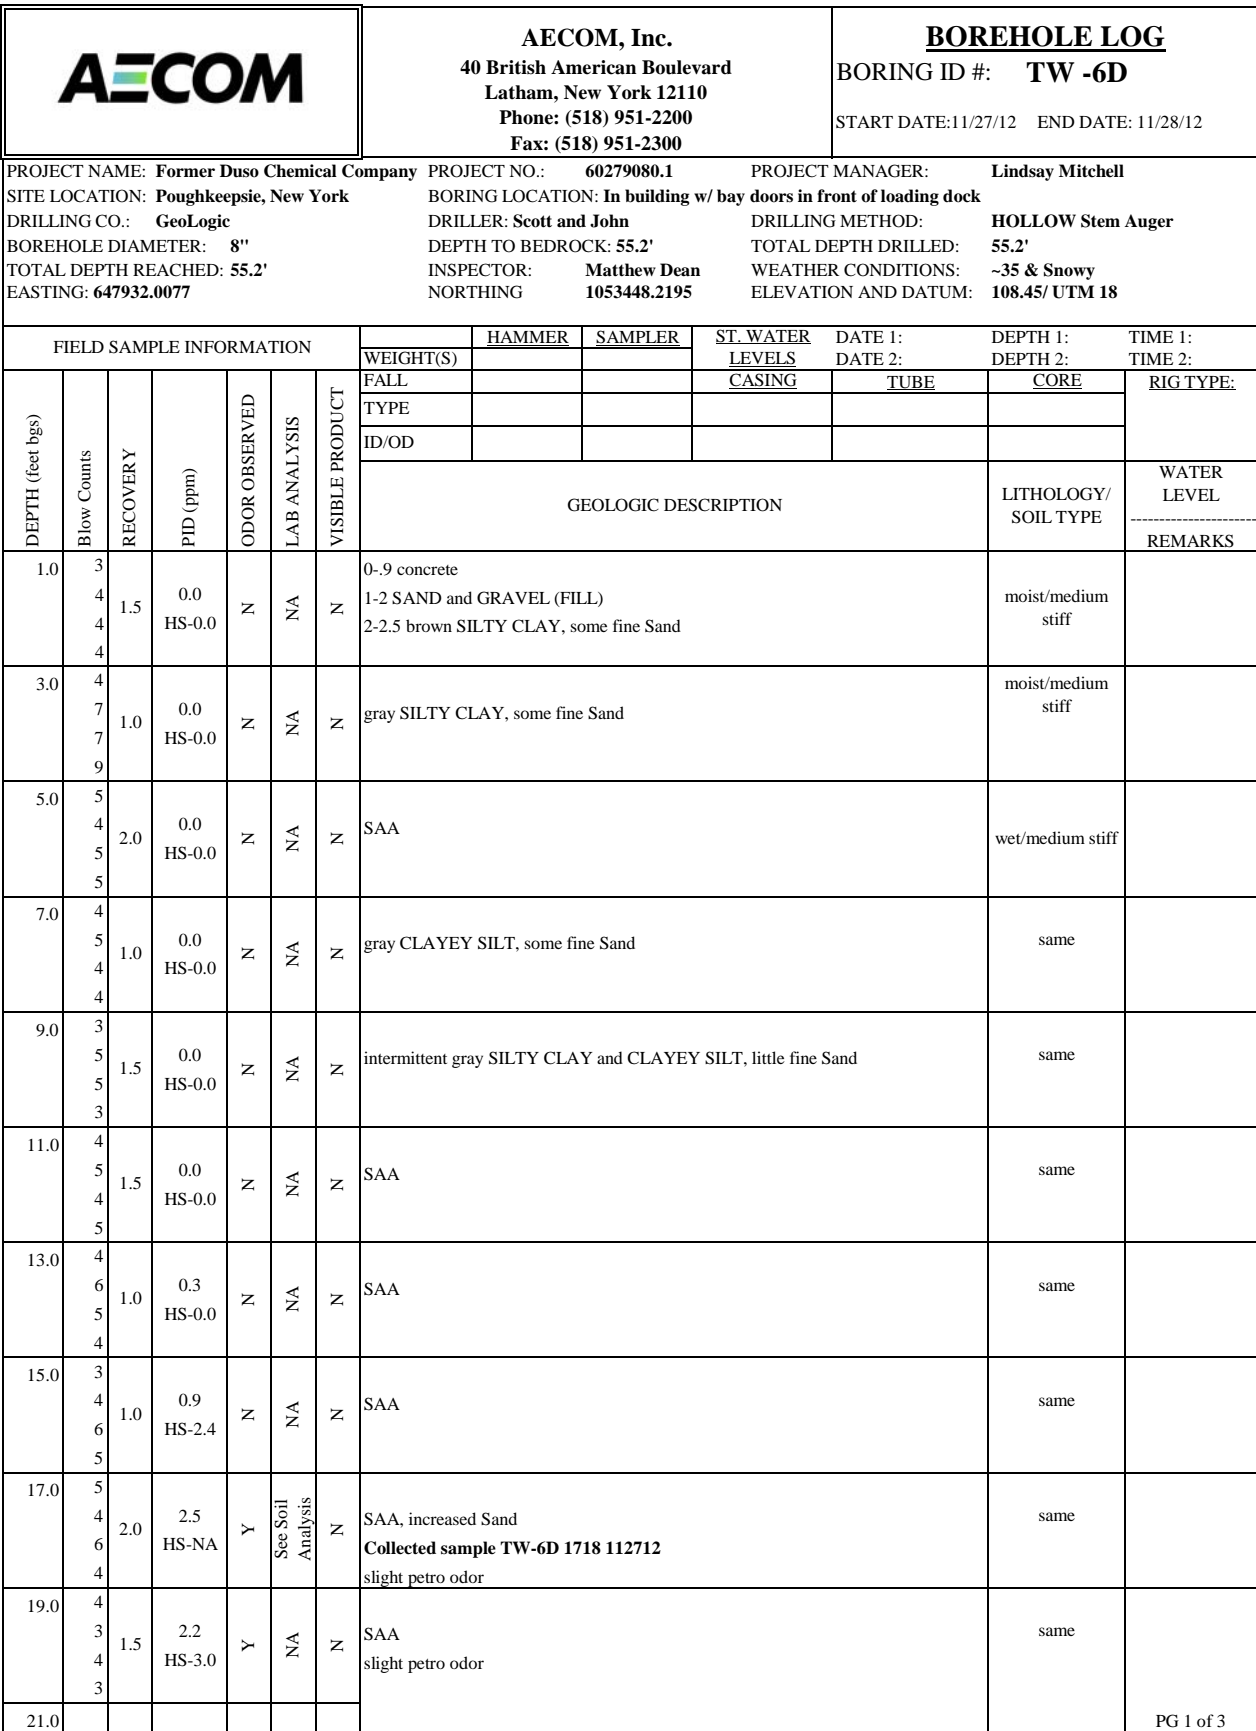 AECOM
AECOM, Inc.
40 British American Boulevard
Latham, New York 12110
Phone: (518) 951-2200
Fax: (518) 951-2300
BOREHOLE LOG
BORING ID #: TW -6D
START DATE:11/27/12 END DATE: 11/28/12
PROJECT NAME: Former Duso Chemical Company PROJECT NO.: 60279080.1 PROJECT MANAGER: Lindsay Mitchell
SITE LOCATION: Poughkeepsie, New York BORING LOCATION: In building w/ bay doors in front of loading dock
DRILLING CO.: GeoLogic DRILLER: Scott and John DRILLING METHOD: HOLLOW Stem Auger
BOREHOLE DIAMETER: 8" DEPTH TO BEDROCK: 55.2' TOTAL DEPTH DRILLED: 55.2'
TOTAL DEPTH REACHED: 55.2' INSPECTOR: Matthew Dean WEATHER CONDITIONS: ~35 & Snowy
EASTING: 647932.0077 NORTHING 1053448.2195 ELEVATION AND DATUM: 108.45/ UTM 18
FIELD SAMPLE INFORMATION
HAMMER SAMPLER ST. WATER DATE 1: DEPTH 1: TIME 1:
WEIGHT(S) LEVELS DATE 2: DEPTH 2: TIME 2:
FALL CASING TUBE CORE RIG TYPE:
TYPE
ID/OD
DEPTH (feet bgs)
Blow Counts
RECOVERY
PID (ppm)
ODOR OBSERVED
LAB ANALYSIS
VISIBLE PRODUCT
GEOLOGIC DESCRIPTION
LITHOLOGY/
SOIL TYPE
WATER
LEVEL
----------------------
REMARKS
1.0 3 0-.9 concrete
4 1.5 0.0 N NA N 1-2 SAND and GRAVEL (FILL) moist/medium
4 HS-0.0 2-2.5 brown SILTY CLAY, some fine Sand stiff
4
3.0 4 moist/medium
7 1.0 0.0 N NA N gray SILTY CLAY, some fine Sand stiff
7 HS-0.0
9
5.0 5
4 2.0 0.0 N NA N SAA wet/medium stiff
5 HS-0.0
5
7.0 4
5 1.0 0.0 N NA N gray CLAYEY SILT, some fine Sand same
4 HS-0.0
4
9.0 3
5 1.5 0.0 N NA N intermittent gray SILTY CLAY and CLAYEY SILT, little fine Sand same
5 HS-0.0
3
11.0 4
5 1.5 0.0 N NA N SAA same
4 HS-0.0
5
13.0 4
6 1.0 0.3 N NA N SAA same
5 HS-0.0
4
15.0 3
4 1.0 0.9 N NA N SAA same
6 HS-2.4
5
17.0 5
4 2.0 2.5 Y See Soil Analysis N SAA, increased Sand same
6 HS-NA Collected sample TW-6D 1718 112712
4 slight petro odor
19.0 4
3 1.5 2.2 Y NA N SAA same
4 HS-3.0 slight petro odor
3
21.0 PG 1 of 3